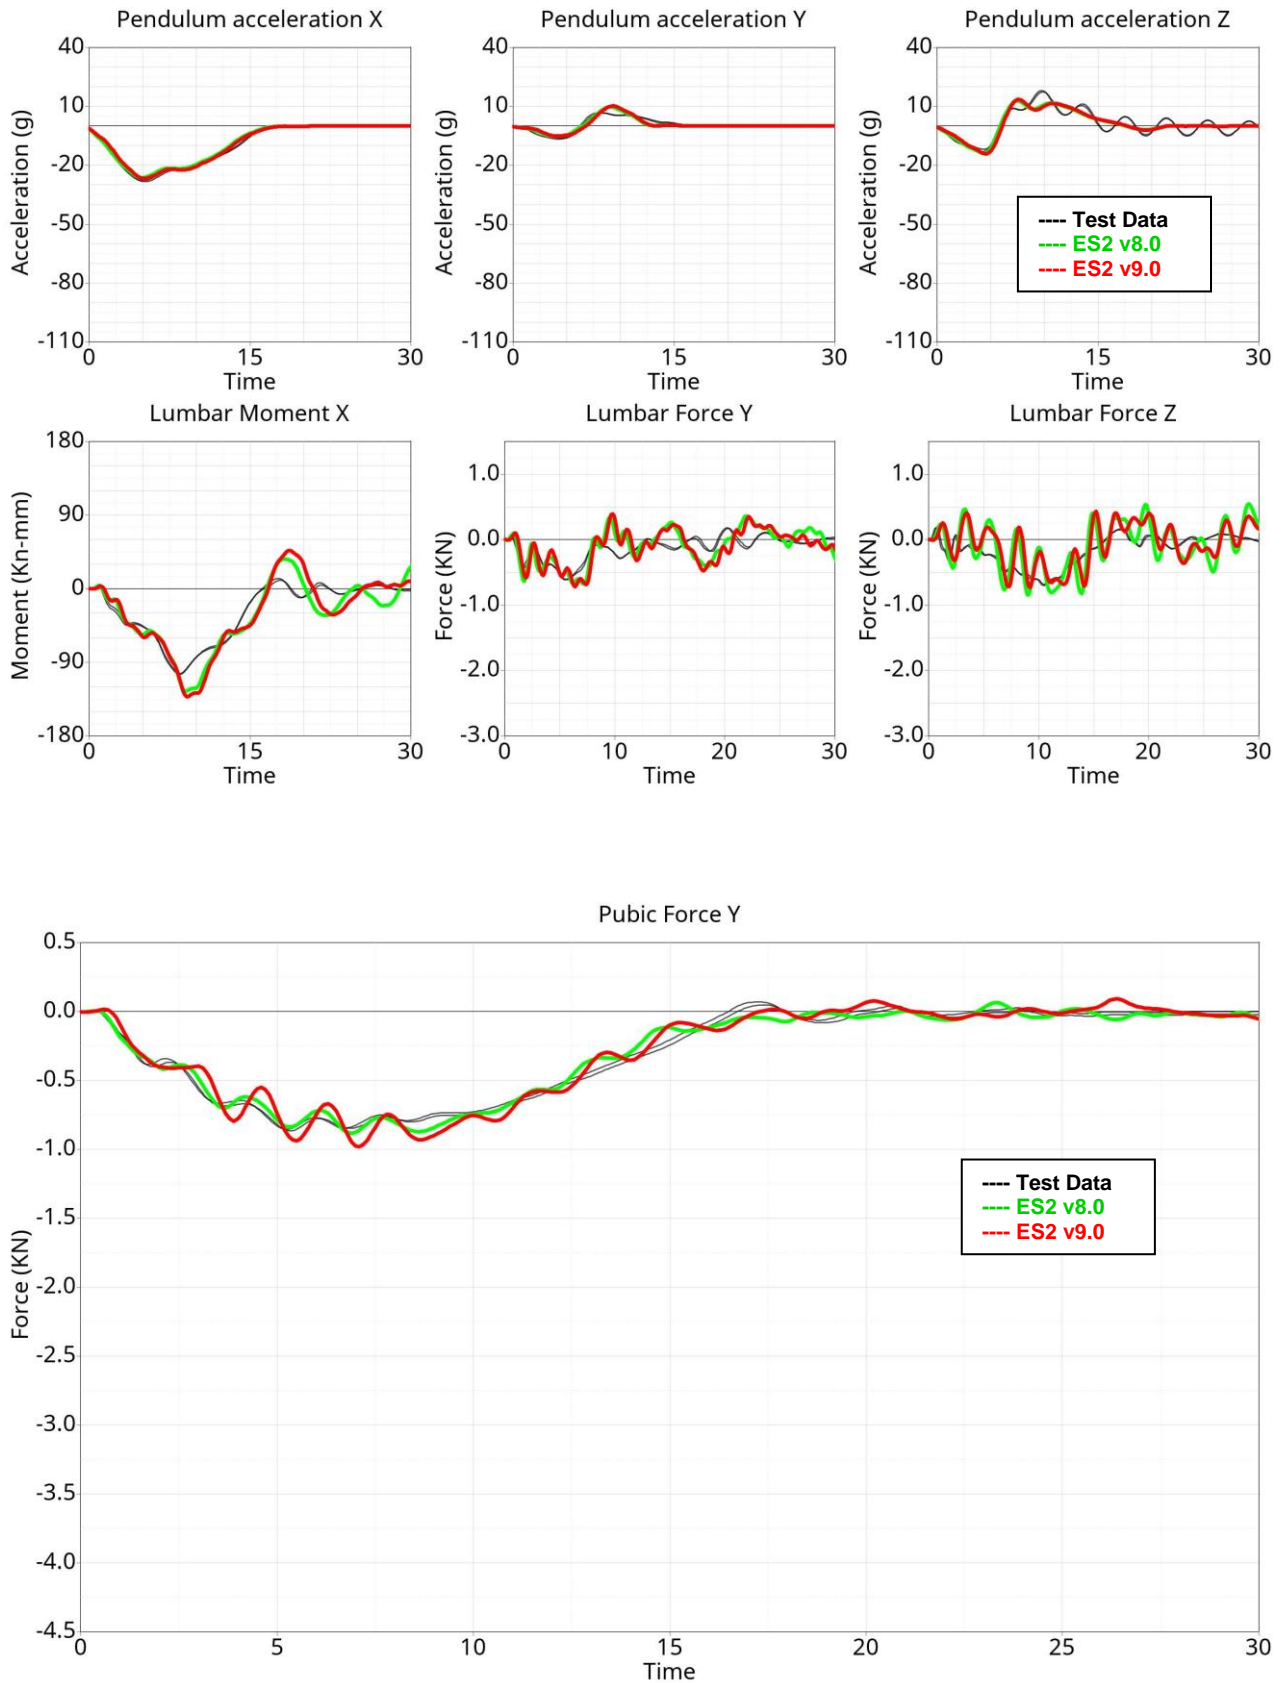 Pendulum acceleration X
Pendulum acceleration Y
Pendulum acceleration Z
40
10
-20
-50
-80
-110
Acceleration (g)
0 15 30
Time
40
10
-20
-50
-80
-110
Acceleration (g)
0 15 30
Time
40
10
-20
-50
-80
-110
Acceleration (g)
0 15 30
Time
---- Test Data
---- ES2 v8.0
---- ES2 v9.0
Lumbar Moment X
Lumbar Force Y
Lumbar Force Z
180
90
0
-90
-180
Moment (Kn-mm)
0 15 30
Time
1.0
0.0
-1.0
-2.0
-3.0
Force (KN)
0 10 20 30
Time
1.0
0.0
-1.0
-2.0
-3.0
Force (KN)
0 10 20 30
Time
Pubic Force Y
0.5
0.0
-0.5
-1.0
-1.5
-2.0
-2.5
-3.0
-3.5
-4.0
-4.5
Force (KN)
0 5 10 15 20 25 30
Time
---- Test Data
---- ES2 v8.0
---- ES2 v9.0